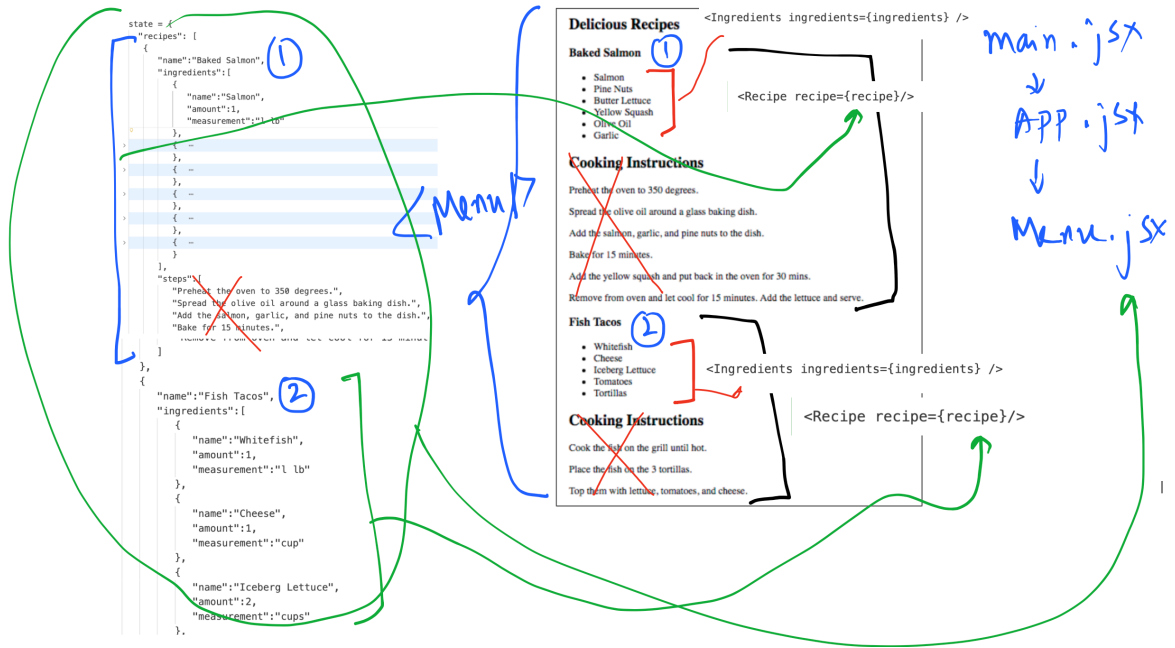 state = {
"recipes": [
{
"name":"Baked Salmon",
"ingredients":[
{
"name":"Salmon",
"amount":1,
"measurement":"l lb"
},
{ …
},
{ …
},
{ …
},
{ …
},
{ …
}
],
"steps":[
"Preheat the oven to 350 degrees.",
"Spread the olive oil around a glass baking dish.",
"Add the salmon, garlic, and pine nuts to the dish.",
"Bake for 15 minutes.",
]
},
{
"name":"Fish Tacos",
"ingredients":[
{
"name":"Whitefish",
"amount":1,
"measurement":"l lb"
},
{
"name":"Cheese",
"amount":1,
"measurement":"cup"
},
{
"name":"Iceberg Lettuce",
"amount":2,
"measurement":"cups"
},
1
2
<Menu/>
Delicious Recipes
<Ingredients ingredients={ingredients} />
Baked Salmon
1
• Salmon
• Pine Nuts
• Butter Lettuce
• Yellow Squash
• Olive Oil
• Garlic
<Recipe recipe={recipe}/>
Cooking Instructions
Preheat the oven to 350 degrees.
Spread the olive oil around a glass baking dish.
Add the salmon, garlic, and pine nuts to the dish.
Bake for 15 minutes.
Add the yellow squash and put back in the oven for 30 mins.
Remove from oven and let cool for 15 minutes. Add the lettuce and serve.
Fish Tacos
2
• Whitefish
• Cheese
• Iceberg Lettuce
• Tomatoes
• Tortillas
<Ingredients ingredients={ingredients} />
<Recipe recipe={recipe}/>
Cooking Instructions
Cook the fish on the grill until hot.
Place the fish on the 3 tortillas.
Top them with lettuce, tomatoes, and cheese.
main.jsx
APP.jsx
Menu.jsx